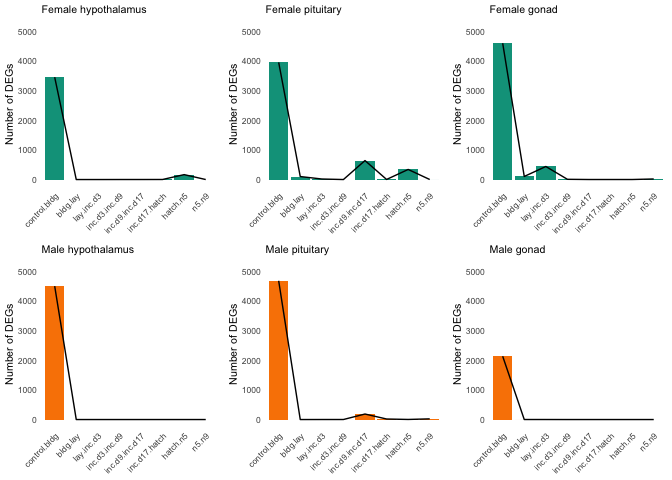 Female hypothalamus
Number of DEGs
5000
4000
3000
2000
1000
0
control.bldg
bldg.lay
lay.inc.d3
inc.d3.inc.d9
inc.d9.inc.d17
inc.d17.hatch
hatch.n5
n5.n9
Female pituitary
Number of DEGs
5000
4000
3000
2000
1000
0
control.bldg
bldg.lay
lay.inc.d3
inc.d3.inc.d9
inc.d9.inc.d17
inc.d17.hatch
hatch.n5
n5.n9
Female gonad
Number of DEGs
5000
4000
3000
2000
1000
0
control.bldg
bldg.lay
lay.inc.d3
inc.d3.inc.d9
inc.d9.inc.d17
inc.d17.hatch
hatch.n5
n5.n9
Male hypothalamus
Number of DEGs
5000
4000
3000
2000
1000
0
control.bldg
bldg.lay
lay.inc.d3
inc.d3.inc.d9
inc.d9.inc.d17
inc.d17.hatch
hatch.n5
n5.n9
Male pituitary
Number of DEGs
5000
4000
3000
2000
1000
0
control.bldg
bldg.lay
lay.inc.d3
inc.d3.inc.d9
inc.d9.inc.d17
inc.d17.hatch
hatch.n5
n5.n9
Male gonad
Number of DEGs
5000
4000
3000
2000
1000
0
control.bldg
bldg.lay
lay.inc.d3
inc.d3.inc.d9
inc.d9.inc.d17
inc.d17.hatch
hatch.n5
n5.n9